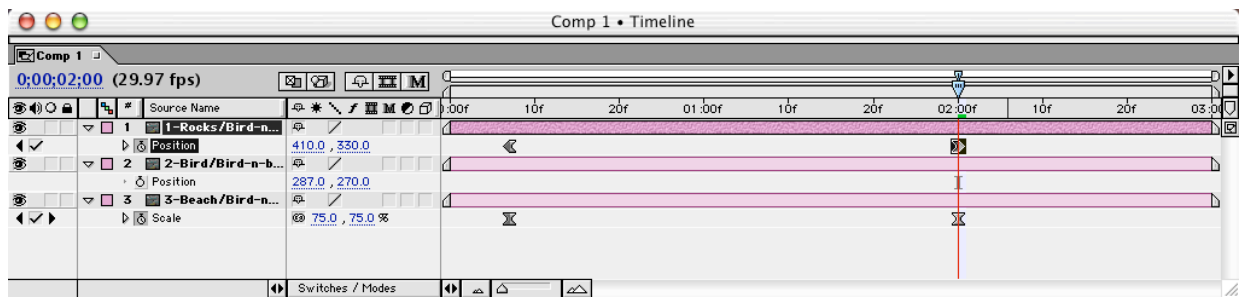 Comp 1 • Timeline
Comp 1
0;00;02;00 (29.97 fps) M
# Source Name M :00f 10f 20f 01:00f 10f 20f 02:00f 10f 20f 03:00
1 1-Rocks/Bird-n...
Position 410.0 , 330.0
2 2-Bird/Bird-n-b...
Position 287.0 , 270.0
3 3-Beach/Bird-n...
Scale 75.0 , 75.0 %
Switches / Modes